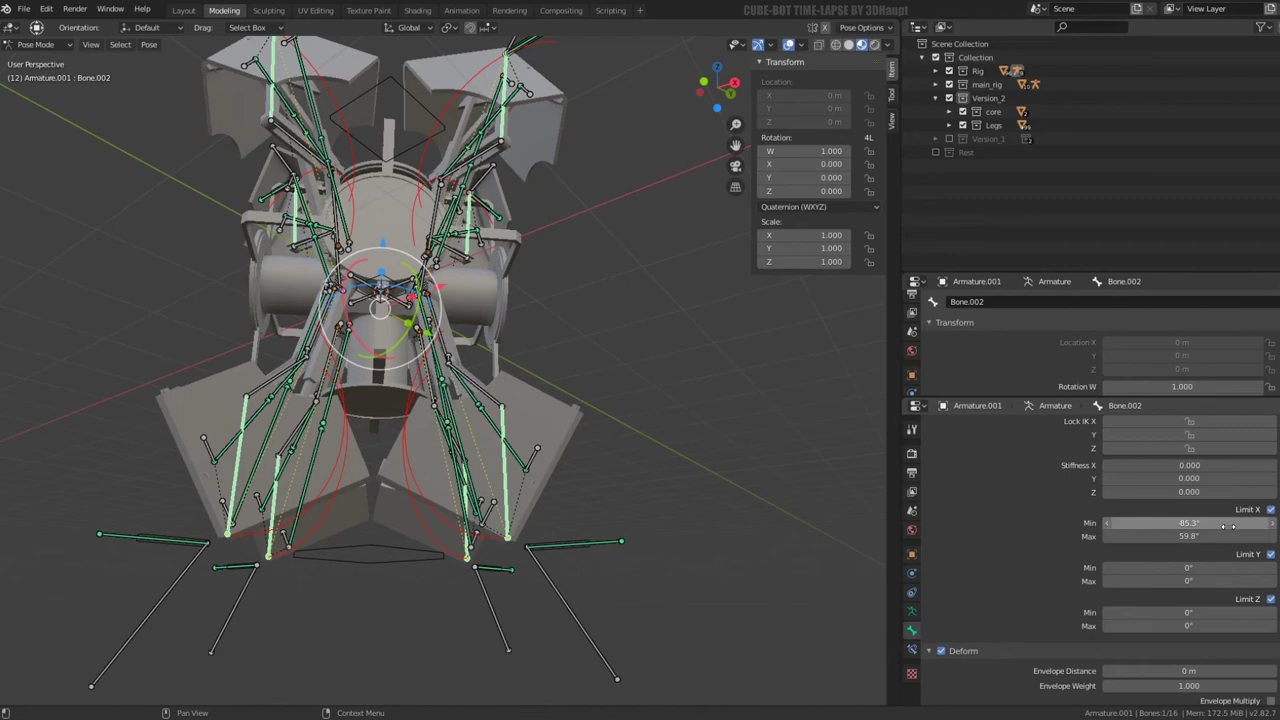 File Edit Render Window Help Layout Modeling Sculpting UV Editing Texture Paint Shading Animation Rendering Compositing Scripting CUBE-BOT TIME-LAPSE BY 3DHaupt Scene View Layer
Orientation: Default Drag: Select Box Global Pose Options
Pose Mode View Select Pose
User Perspective
(12) Armature.001 : Bone.002
Z
X
Y
Transform
Location:
X 0 m
Y 0 m
Z 0 m
Rotation: 4L
W 1.000
X 0.000
Y 0.000
Z 0.000
Quaternion (WXYZ)
Scale:
X 1.000
Y 1.000
Z 1.000
Item
Tool
View
Scene Collection
Collection
Rig
main_rig
Version_2
core
Legs
Version_1
Rest
Armature.001 Armature Bone.002
Bone.002
Transform
Location X 0 m
Y 0 m
Z 0 m
Rotation W 1.000
Armature.001 Armature Bone.002
Lock IK X
Y
Z
Stiffness X 0.000
Y 0.000
Z 0.000
Limit X
Min -85.3°
Max 59.8°
Limit Y
Min 0°
Max 0°
Limit Z
Min 0°
Max 0°
Deform
Envelope Distance 0 m
Envelope Weight 1.000
Envelope Multiply
Pan View Context Menu Armature.001 | Bones:1/16 | Mem: 172.5 MiB | v2.82.7